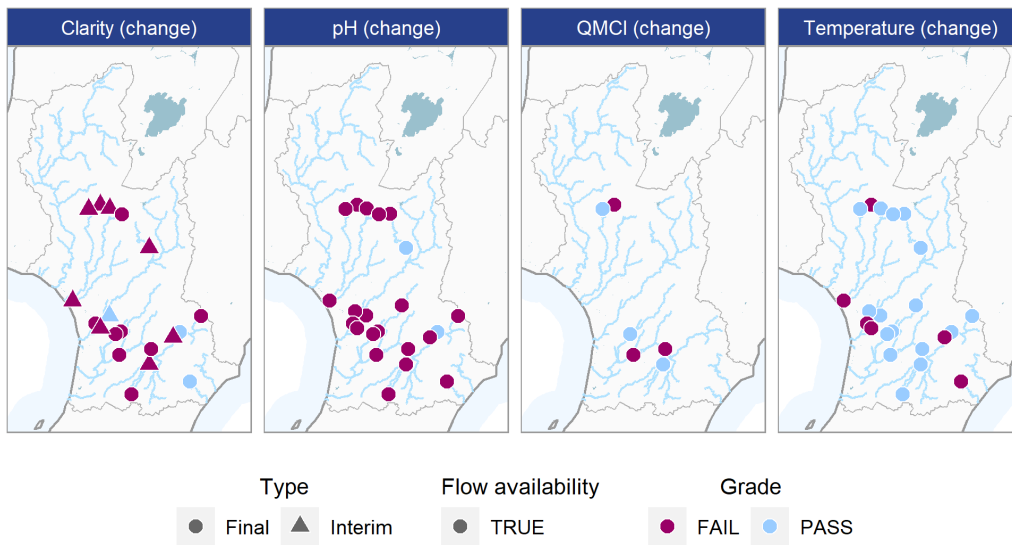 Clarity (change) pH (change) QMCI (change) Temperature (change)
Type Flow availability Grade
Final Interim TRUE FAIL PASS